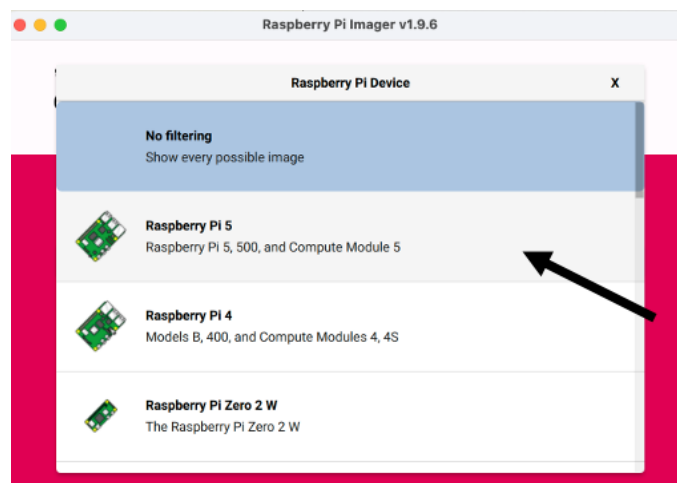 Raspberry Pi Imager v1.9.6
Raspberry Pi Device
X
No filtering
Show every possible image
Raspberry Pi 5
Raspberry Pi 5, 500, and Compute Module 5
Raspberry Pi 4
Models B, 400, and Compute Modules 4, 4S
Raspberry Pi Zero 2 W
The Raspberry Pi Zero 2 W